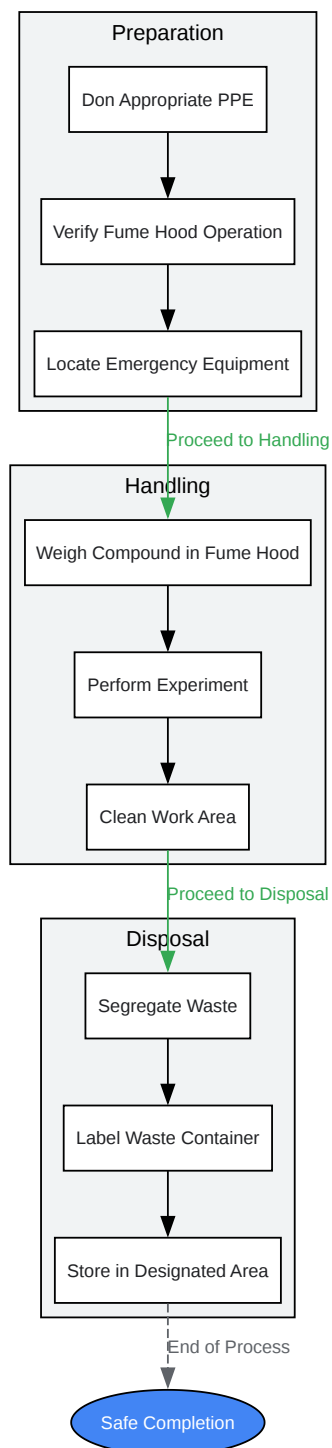 Preparation
Don Appropriate PPE
Verify Fume Hood Operation
Locate Emergency Equipment
Proceed to Handling
Handling
Weigh Compound in Fume Hood
Perform Experiment
Clean Work Area
Proceed to Disposal
Disposal
Segregate Waste
Label Waste Container
Store in Designated Area
End of Process
Safe Completion